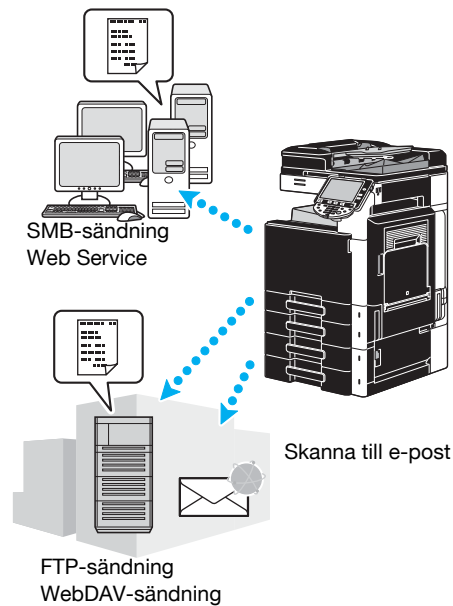 SMB-sändning
Web Service
Skanna till e-post
FTP-sändning
WebDAV-sändning